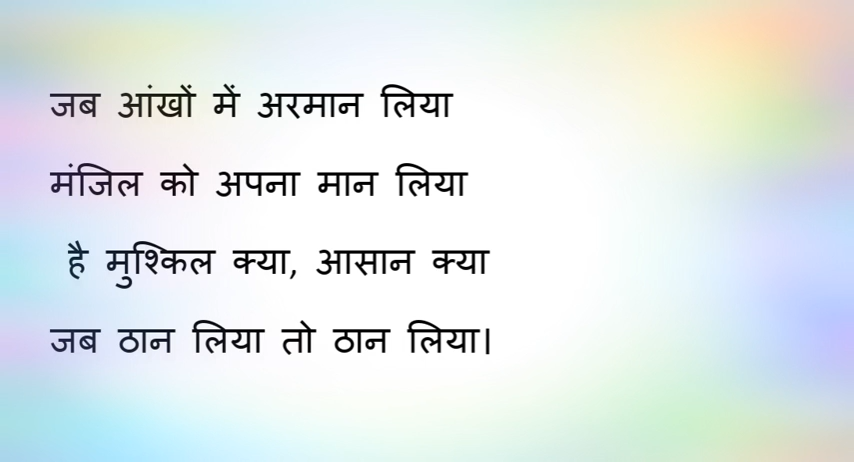 जब आंखों में अरमान लिया
मंजिल को अपना मान लिया
है मुश्किल क्या, आसान क्या
जब ठान लिया तो ठान लिया।